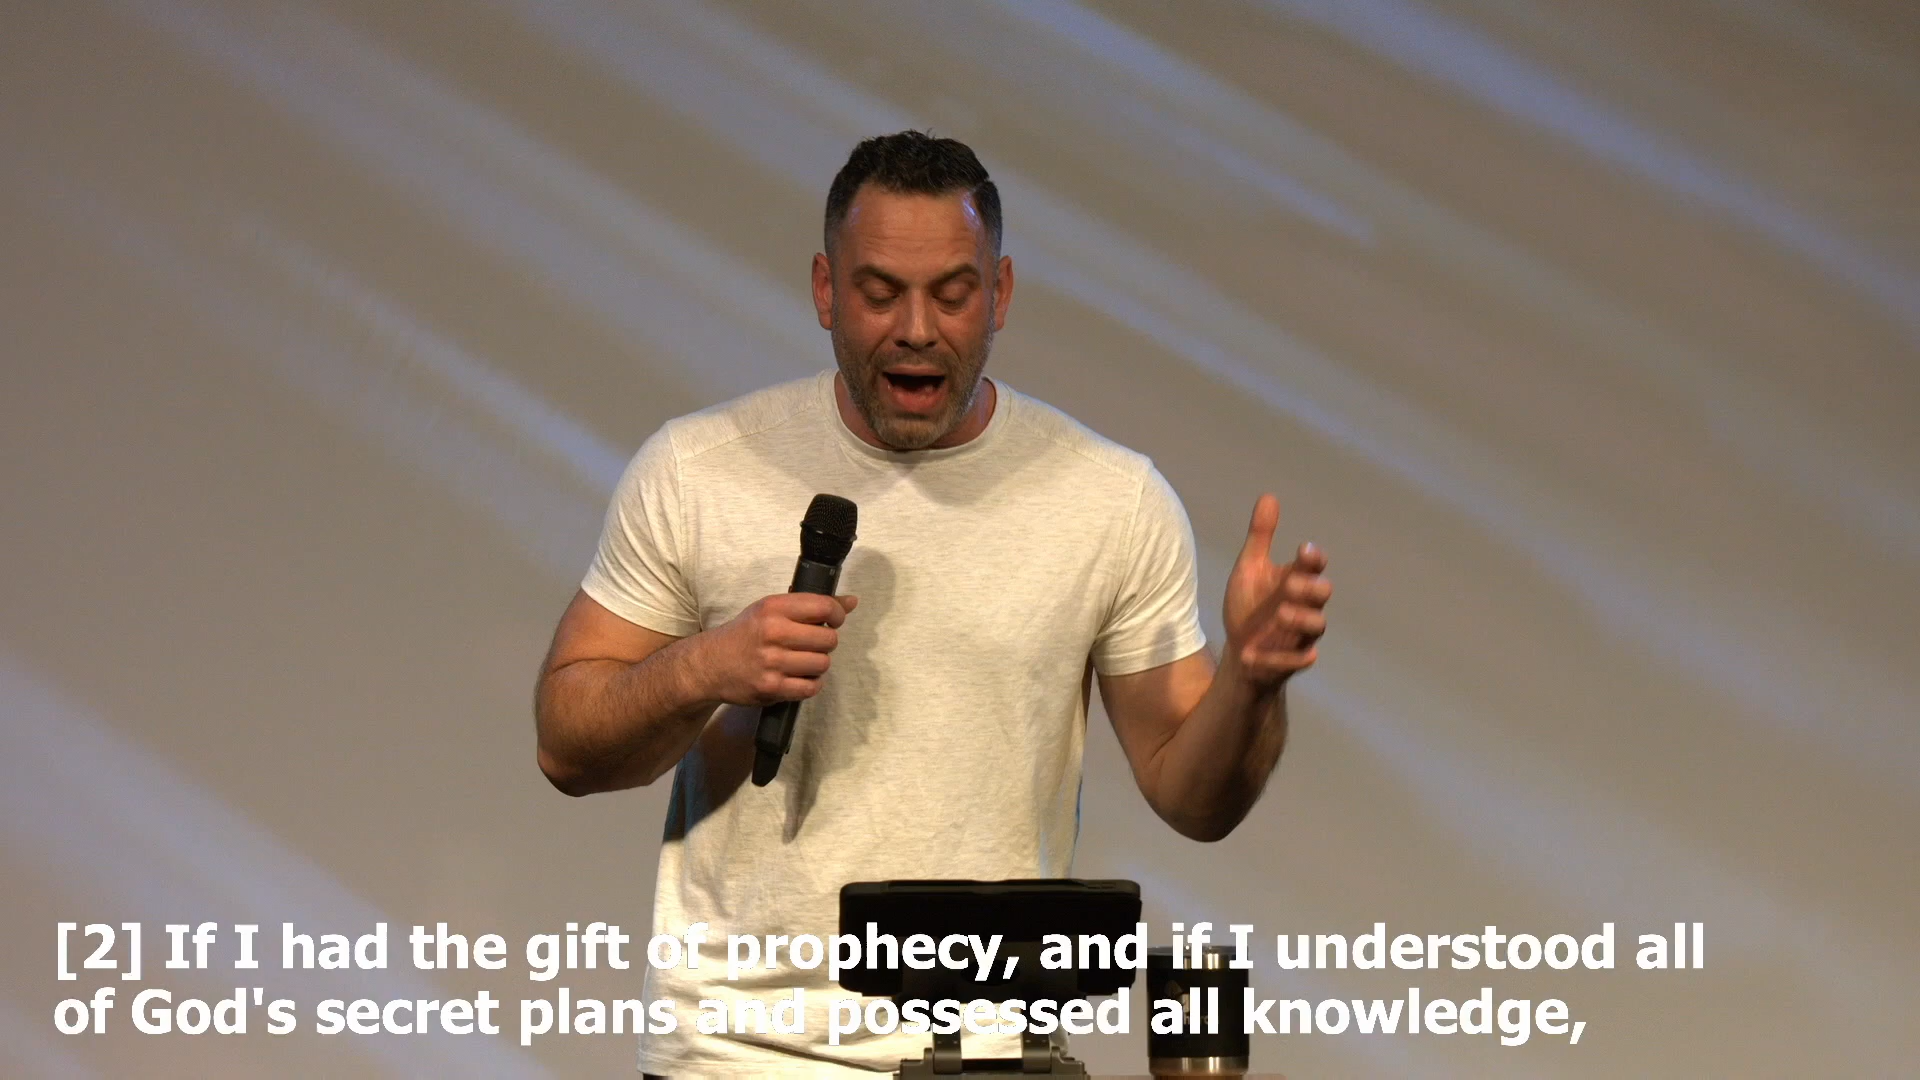 [2] If I had the gift of prophecy, and if I understood all
of God's secret plans and possessed all knowledge,